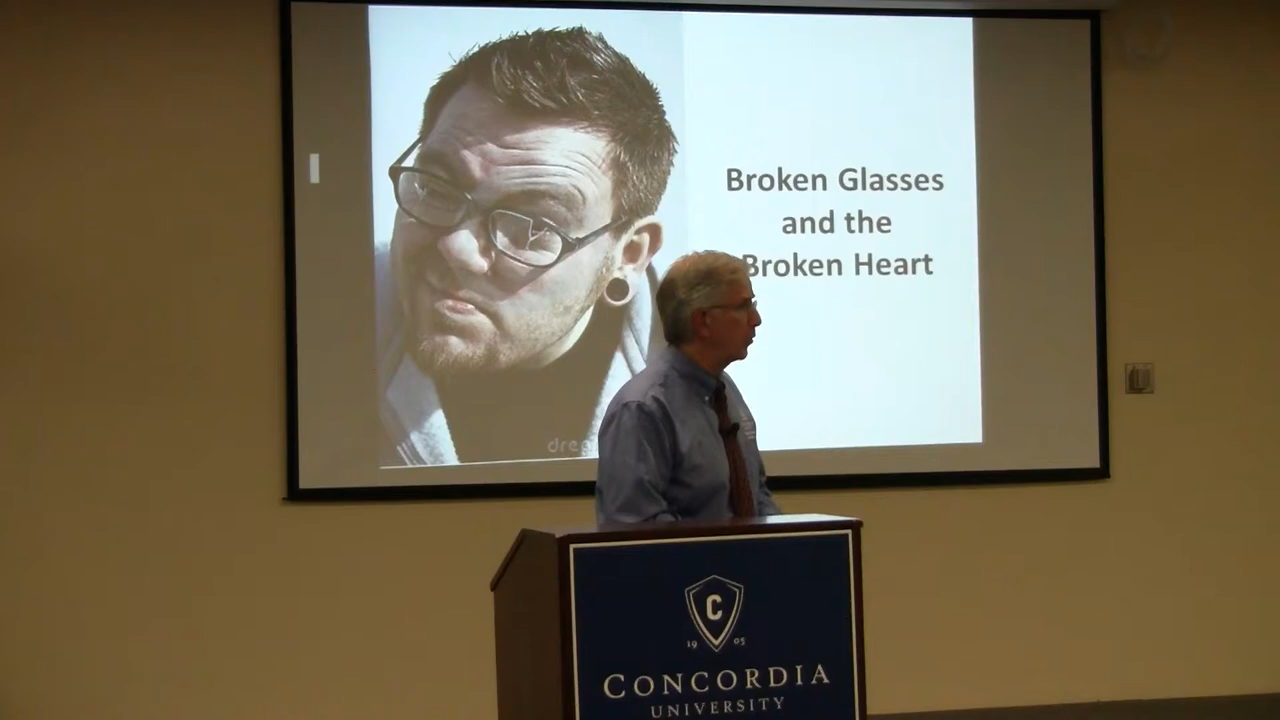 Broken Glasses
and the
Broken Heart
C
19 05
CONCORDIA
UNIVERSITY